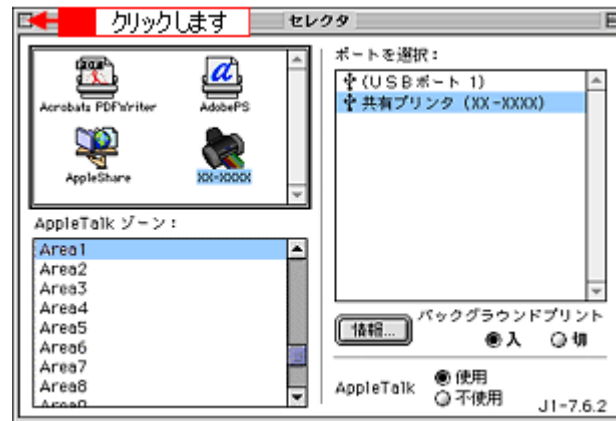 クリックします
セレクタ
Acrobats PDFWriter
AdobePS
AppleShare
XX-XXXX
AppleTalk ゾーン：
Area1
Area2
Area3
Area4
Area5
Area6
Area7
Area8
Area9
ポートを選択：
(USBポート 1)
共有プリンタ (XX-XXXX)
情報...
バックグラウンドプリント
入 切
AppleTalk
使用
不使用
J1-7.6.2